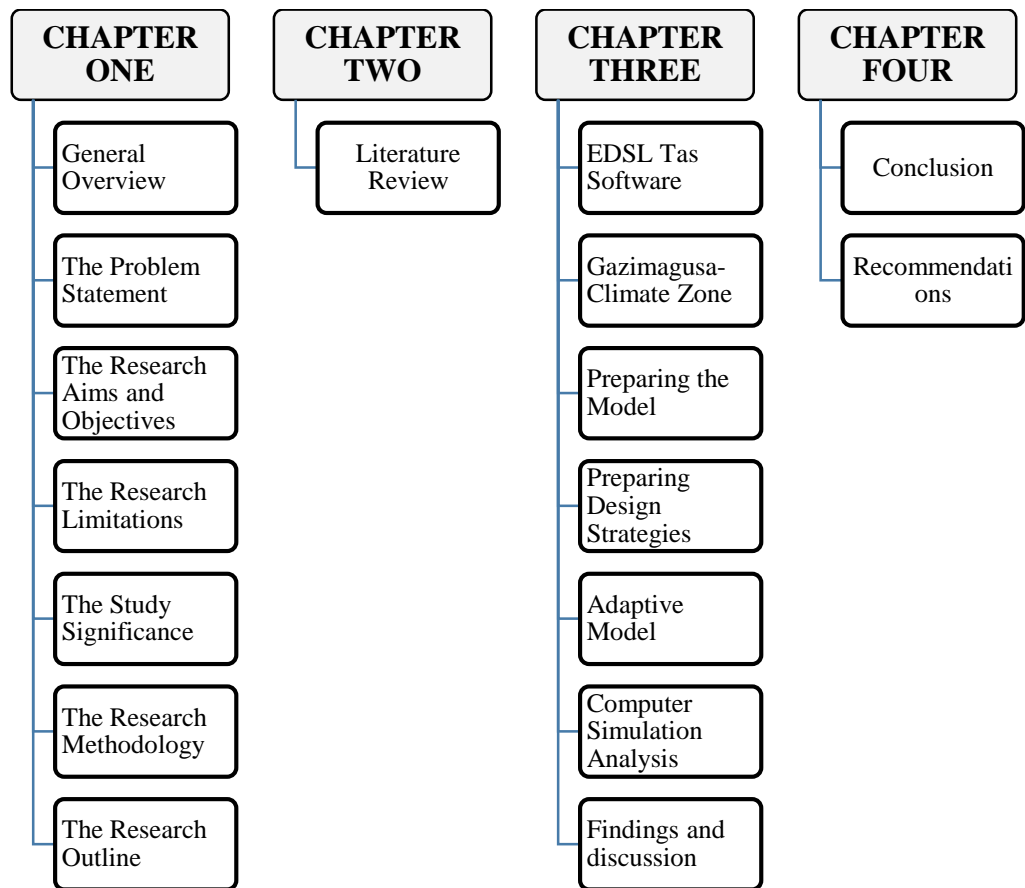 CHAPTER
ONE
General
Overview
The Problem
Statement
The Research
Aims and
Objectives
The Research
Limitations
The Study
Significance
The Research
Methodology
The Research
Outline
CHAPTER
TWO
Literature
Review
CHAPTER
THREE
EDSL Tas
Software
Gazimagusa-
Climate Zone
Preparing the
Model
Preparing
Design
Strategies
Adaptive
Model
Computer
Simulation
Analysis
Findings and
discussion
CHAPTER
FOUR
Conclusion
Recommendati
ons